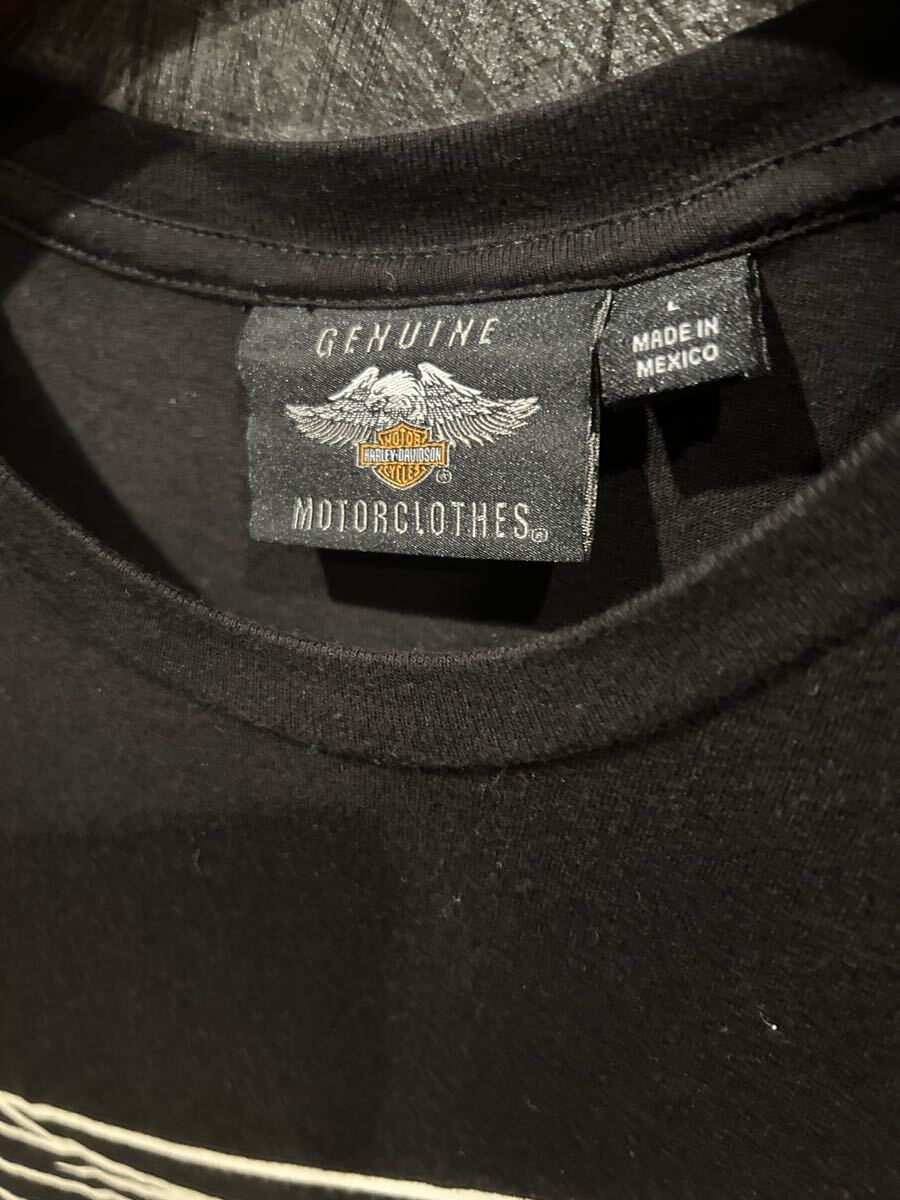 GENUINE
MOTOR
HARLEY-DAVIDSON
CYCLES
®
MOTORCLOTHES®
L
MADE IN
MEXICO